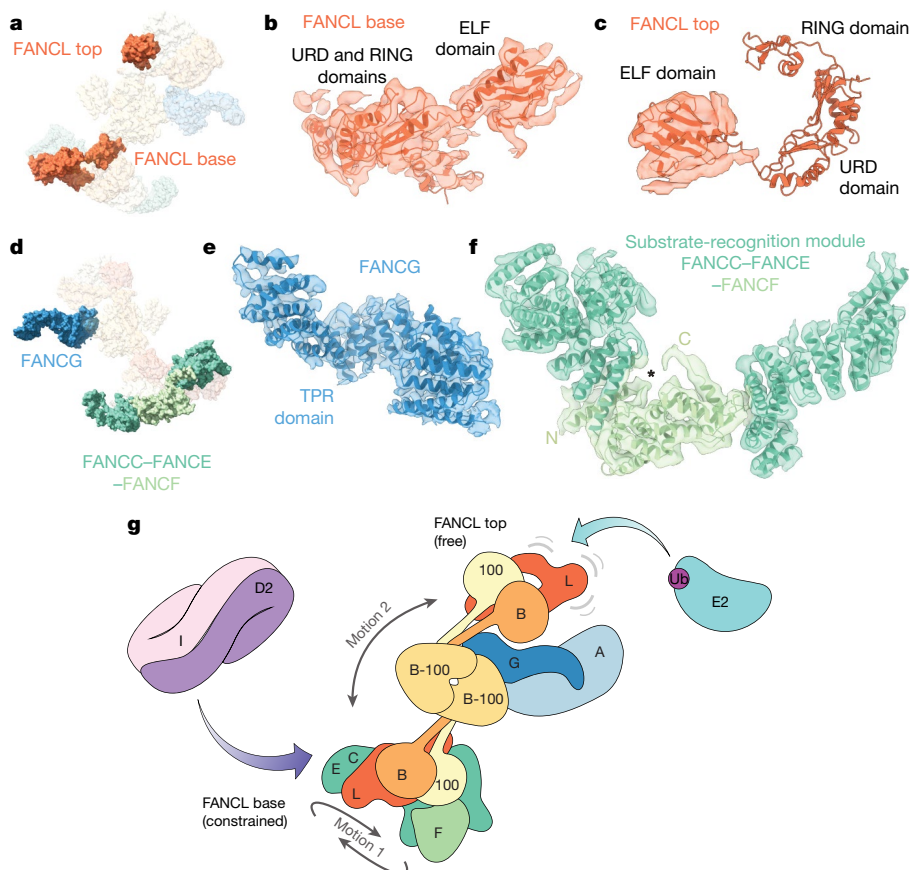 a
FANCL top
FANCL base
b
FANCL base
URD and RING
domains
ELF
domain
c
FANCL top
RING domain
ELF domain
URD
domain
d
FANCG
FANCC–FANCE
–FANCF
e
FANCG
TPR
domain
f
Substrate-recognition module
FANCC–FANCE
–FANCF
C
*
N
g
I
D2
FANCL top
(free)
100
L
B
Ub
E2
Motion 2
G
A
B-100
B-100
E
C
L
B
100
F
FANCL base
(constrained)
Motion 1